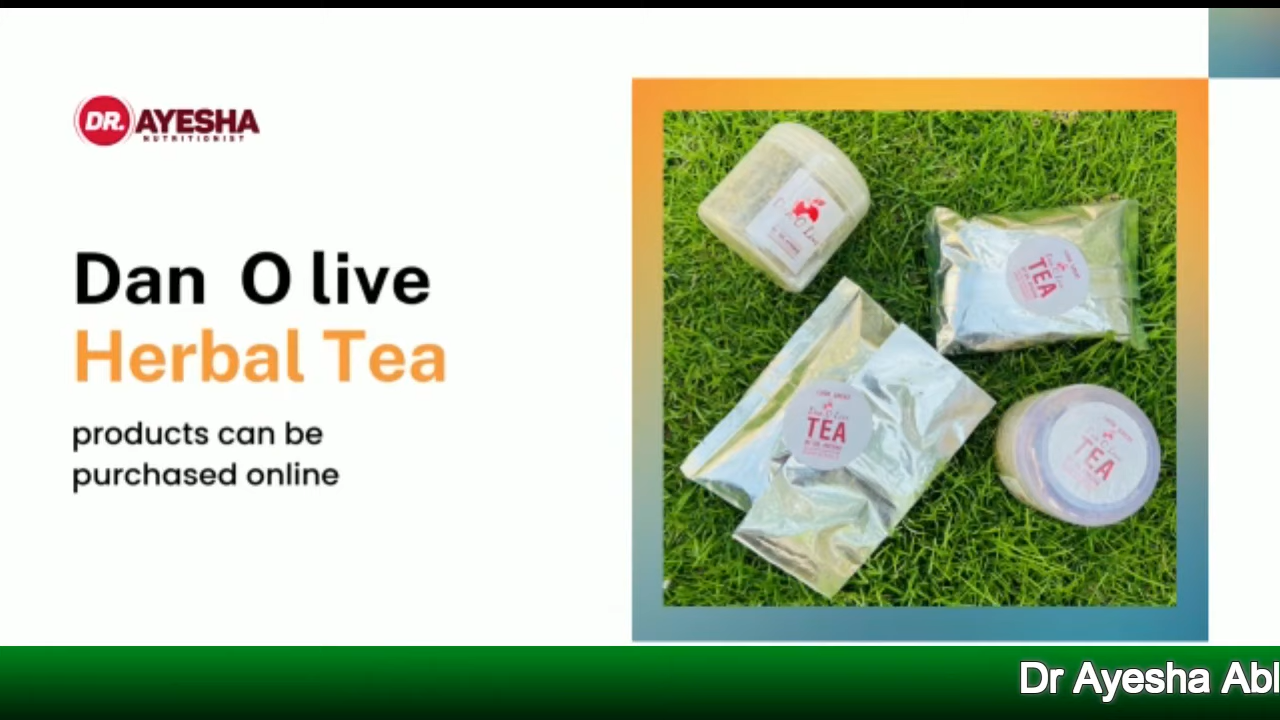 DR. AYESHA
NUTRITIONIST
Dan O live
Herbal Tea
products can be
purchased online
TEA
TEA
TEA
Dr Ayesha Abl